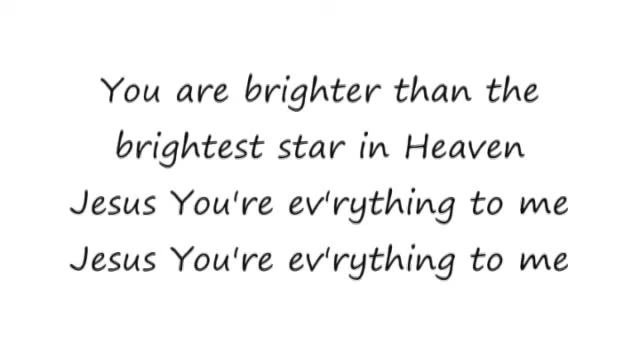 You are brighter than the
brightest star in Heaven
Jesus You're ev'rything to me
Jesus You're ev'rything to me